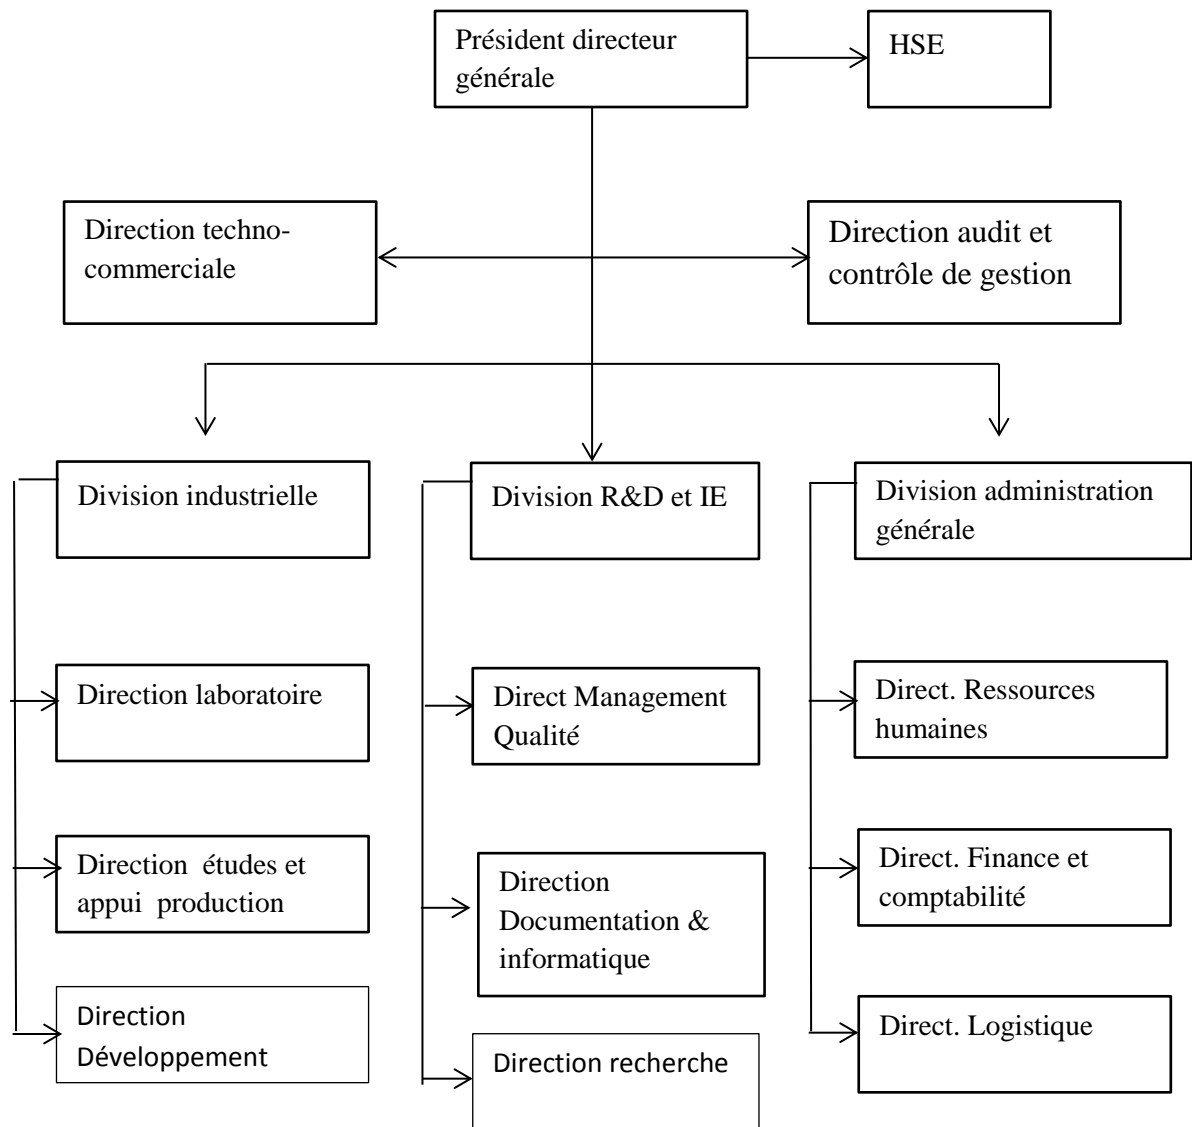 Président directeur
générale
HSE
Direction techno-
commerciale
Direction audit et
contrôle de gestion
Division industrielle
Division R&D et IE
Division administration
générale
Direction laboratoire
Direct Management
Qualité
Direct. Ressources
humaines
Direction études et
appui production
Direction
Documentation &
informatique
Direct. Finance et
comptabilité
Direction
Développement
Direction recherche
Direct. Logistique